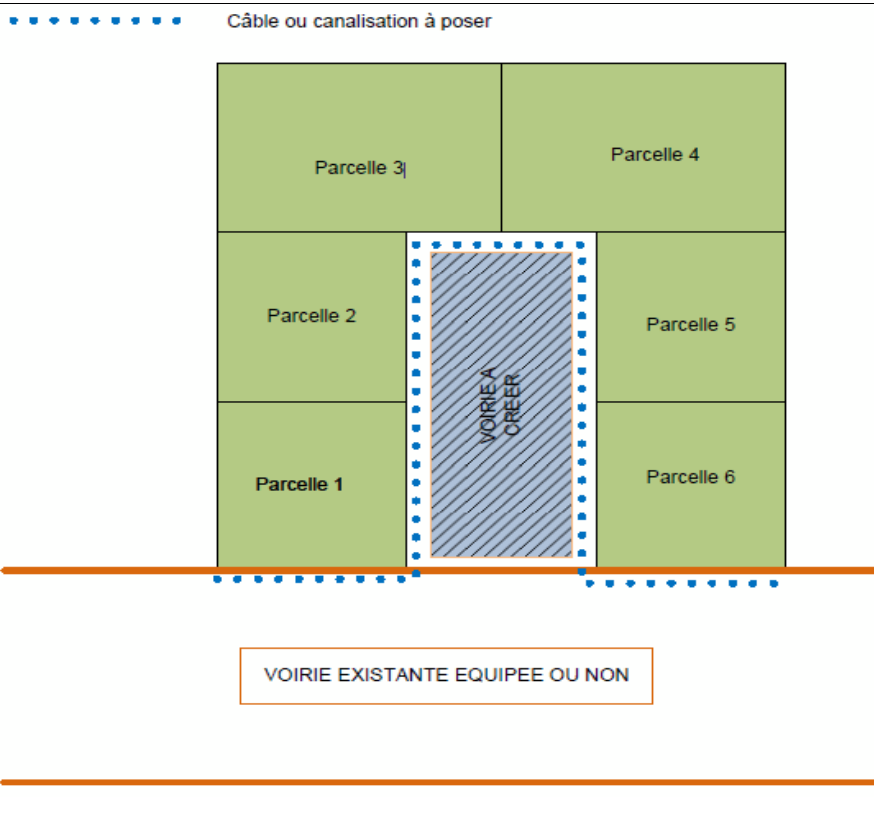 Câble ou canalisation à poser
Parcelle 3
Parcelle 4
Parcelle 2
Parcelle 5
VOIRIE A
CREER
Parcelle 1
Parcelle 6
VOIRIE EXISTANTE EQUIPEE OU NON